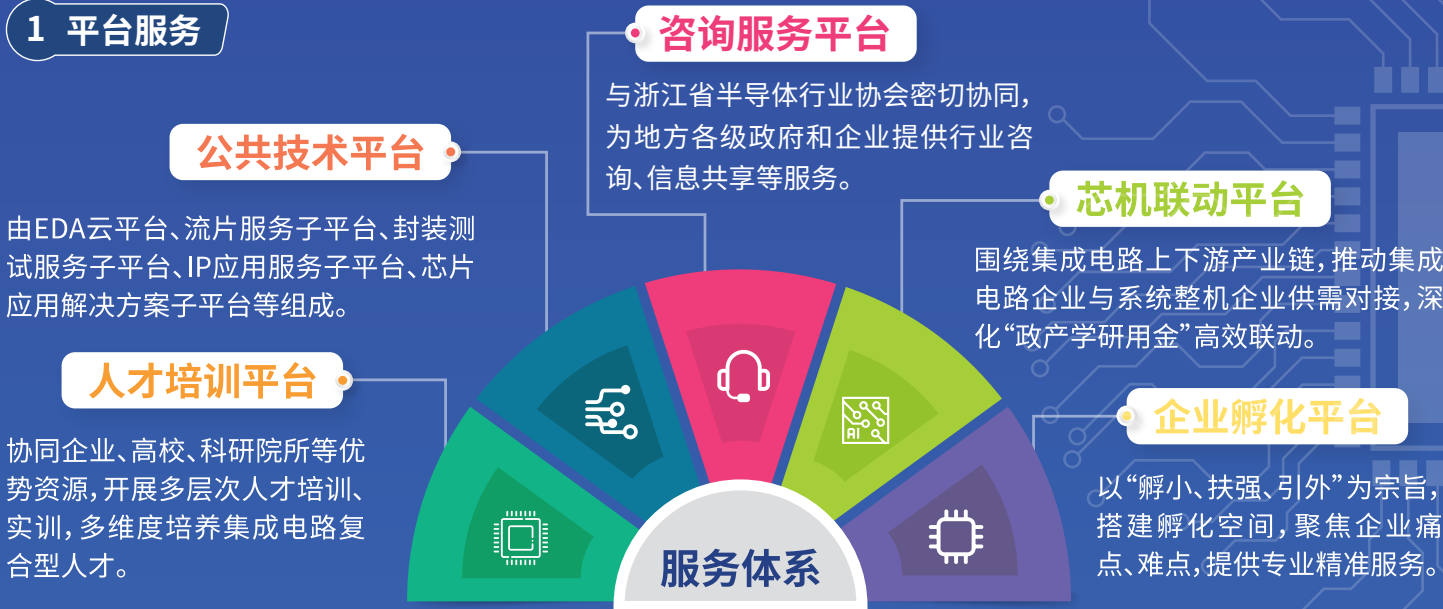 1 平台服务
咨询服务平台
与浙江省半导体行业协会密切协同，
为地方各级政府和企业提供行业咨
询、信息共享等服务。
公共技术平台
由EDA云平台、流片服务子平台、封装测
试服务子平台、IP应用服务子平台、芯片
应用解决方案子平台等组成。
芯机联动平台
围绕集成电路上下游产业链，推动集成
电路企业与系统整机企业供需对接，深
化“政产学研用金”高效联动。
人才培训平台
协同企业、高校、科研院所等优
势资源，开展多层次人才培训、
实训，多维度培养集成电路复
合型人才。
企业孵化平台
以“孵小、扶强、引外”为宗旨，
搭建孵化空间，聚焦企业痛
点、难点，提供专业精准服务。
AI
服务体系